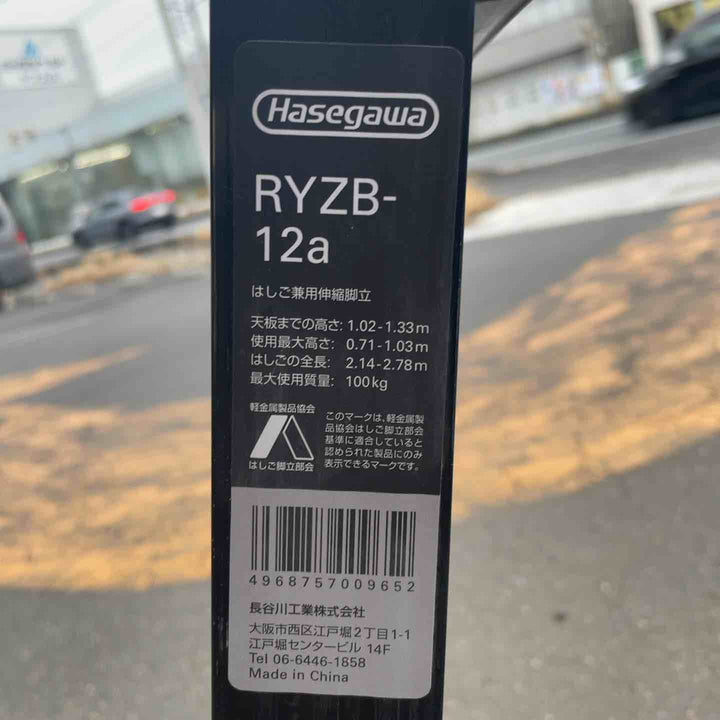 Hasegawa
RYZB-
12a
はしご兼用伸縮脚立
天板までの高さ: 1.02-1.33m
使用最大高さ: 0.71-1.03m
はしごの全長: 2.14-2.78m
最大使用質量: 100kg
軽金属製品協会
はしご脚立部会
このマークは、軽金属製
品協会はしご脚立部会
基準に適合していると
認められた製品にのみ
表示できるマークです。
4968757009652
長谷川工業株式会社
大阪市西区江戸堀2丁目1-1
江戸堀センタービル 14F
Tel 06-6446-1858
Made in China